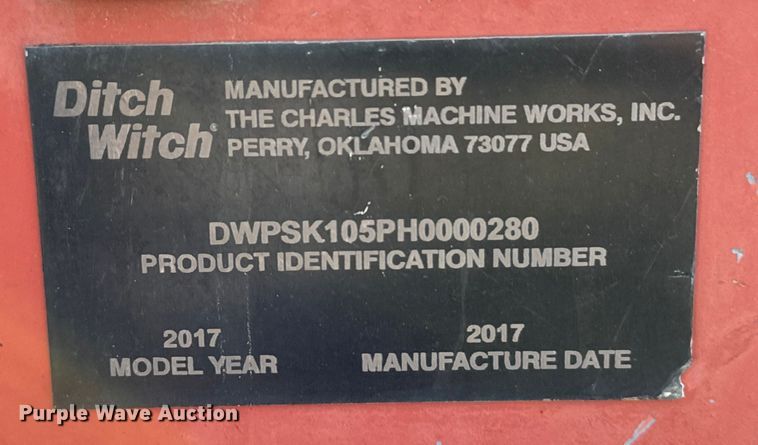 Ditch Witch®
MANUFACTURED BY
THE CHARLES MACHINE WORKS, INC.
PERRY, OKLAHOMA 73077 USA
DWPSK105PH0000280
PRODUCT IDENTIFICATION NUMBER
2017
MODEL YEAR
2017
MANUFACTURE DATE
Purple Wave Auction